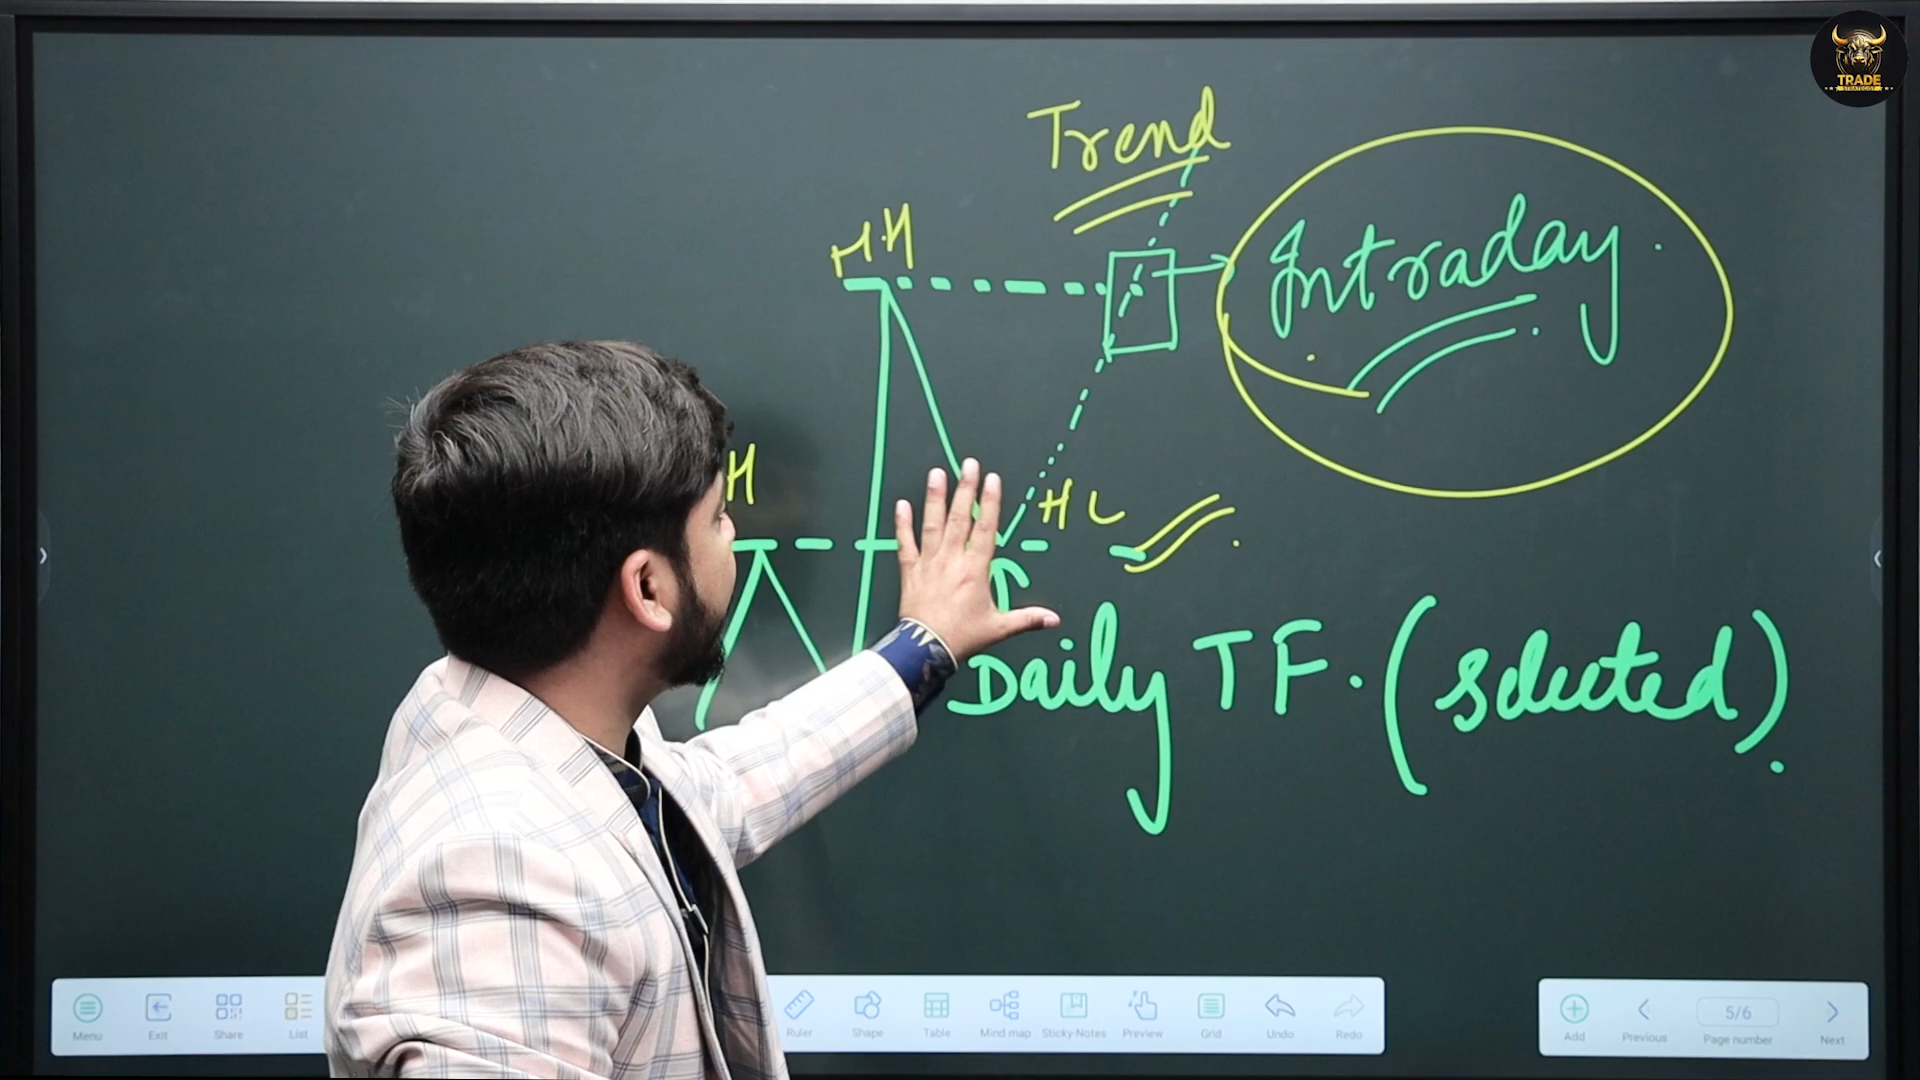 TRADE
STRATEGIST
Trend
HH
Intraday
H
HL
Daily TF. (selected)
Menu
Exit
Share
List
Ruler
Shape
Table
Mind map
Sticky-Notes
Preview
Grid
Undo
Redo
Add
Previous
5/6
Page number
Next